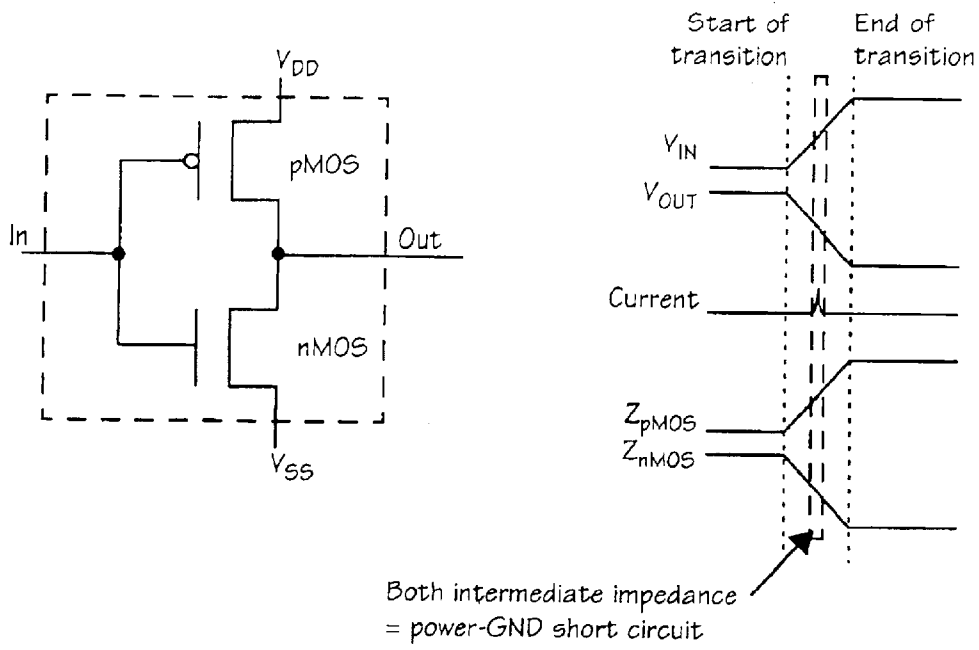 V_DD
pMOS
In
Out
nMOS
V_SS
Start of
transition
End of
transition
V_IN
V_OUT
Current
Z_pMOS
Z_nMOS
Both intermediate impedance
= power-GND short circuit